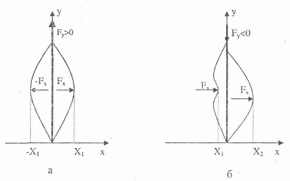 y y
Fy>0 Fy<0
-Fx Fx Fx Fx
-X1 X1 x X1 X2 x
а б